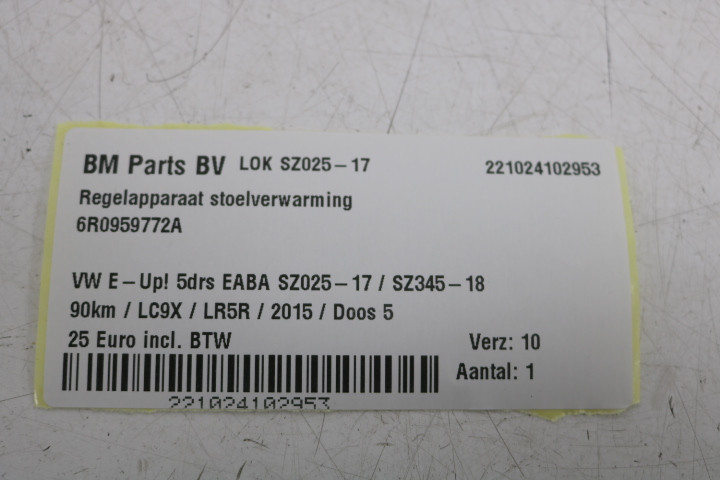 BM Parts BV LOK SZ025-17 221024102953
Regelapparaat stoelverwarming
6R0959772A
VW E-Up! 5drs EABA SZ025-17 / SZ345-18
90km / LC9X / LR5R / 2015 / Doos 5
25 Euro incl. BTW Verz: 10
Aantal: 1
221024102953